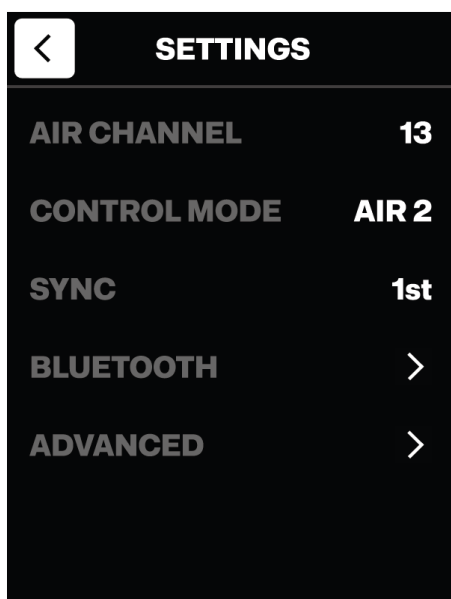 SETTINGS
AIR CHANNEL 13
CONTROL MODE AIR 2
SYNC 1st
BLUETOOTH
ADVANCED